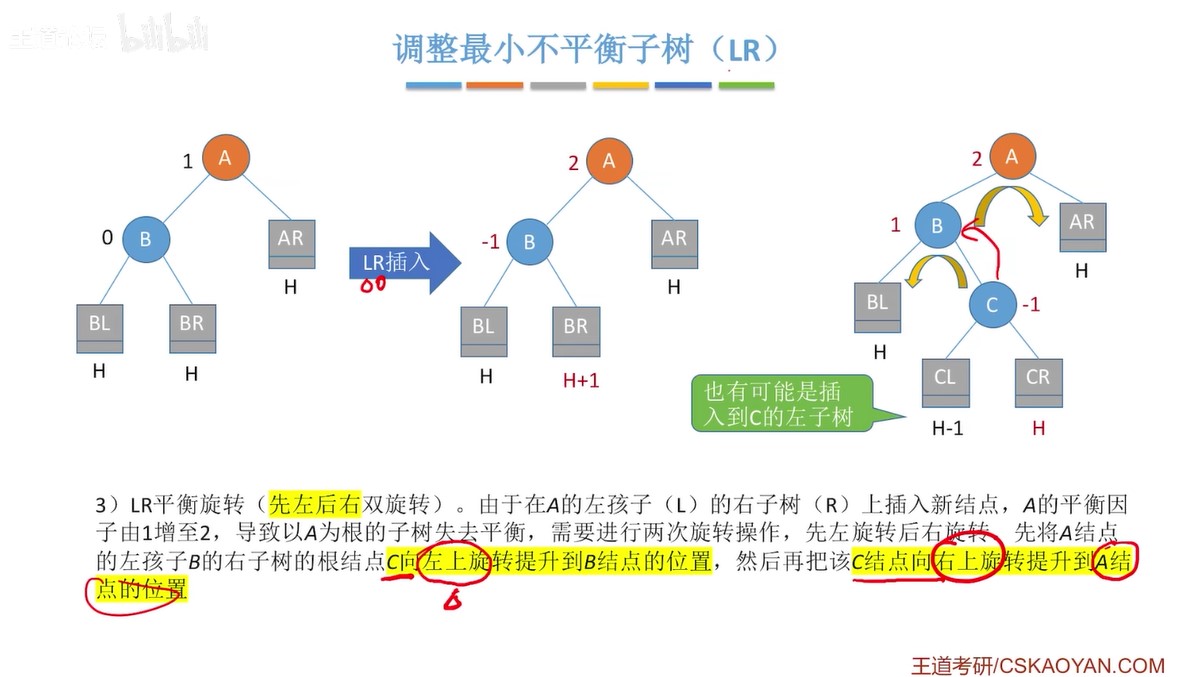 王道论坛 bilibili
调整最小不平衡子树（LR）
1 A
0 B
AR
H
BL BR
H H
LR插入
2 A
-1 B
AR
H
BL BR
H H+1
2 A
1 B
AR
H
BL
H
C -1
CL CR
H-1 H
也有可能是插
入到C的左子树
3）LR平衡旋转（先左后右双旋转）。由于在A的左孩子（L）的右子树（R）上插入新结点，A的平衡因
子由1增至2，导致以A为根的子树失去平衡，需要进行两次旋转操作，先左旋转后右旋转。先将A结点
的左孩子B的右子树的根结点C向左上旋转提升到B结点的位置，然后再把该C结点向右上旋转提升到A结
点的位置
王道考研/CSKAOYAN.COM